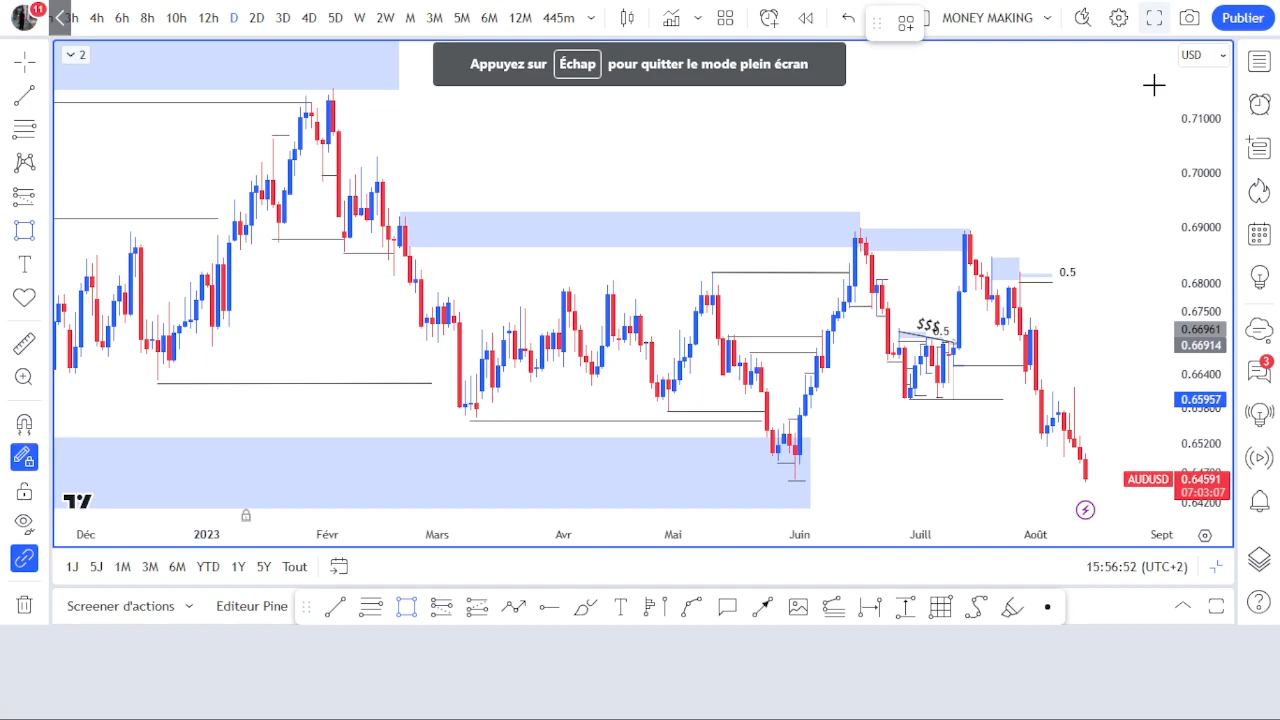 11
3h 4h 6h 8h 10h 12h D 2D 3D 4D 5D W 2W M 3M 5M 6M 12M 445m
MONEY MAKING
Publier
2
Appuyez sur Échap pour quitter le mode plein écran
USD
0.71000
0.70000
0.69000
0.5
0.68000
0.67500
$$$
0.5
0.66961
0.66914
3
0.66400
0.65957
0.65200
AUDUSD 0.64591
07:03:07
0.64200
Déc 2023 Févr Mars Avr Mai Juin Juill Août Sept
1J 5J 1M 3M 6M YTD 1Y 5Y Tout
15:56:52 (UTC+2)
Screener d'actions Editeur Pine